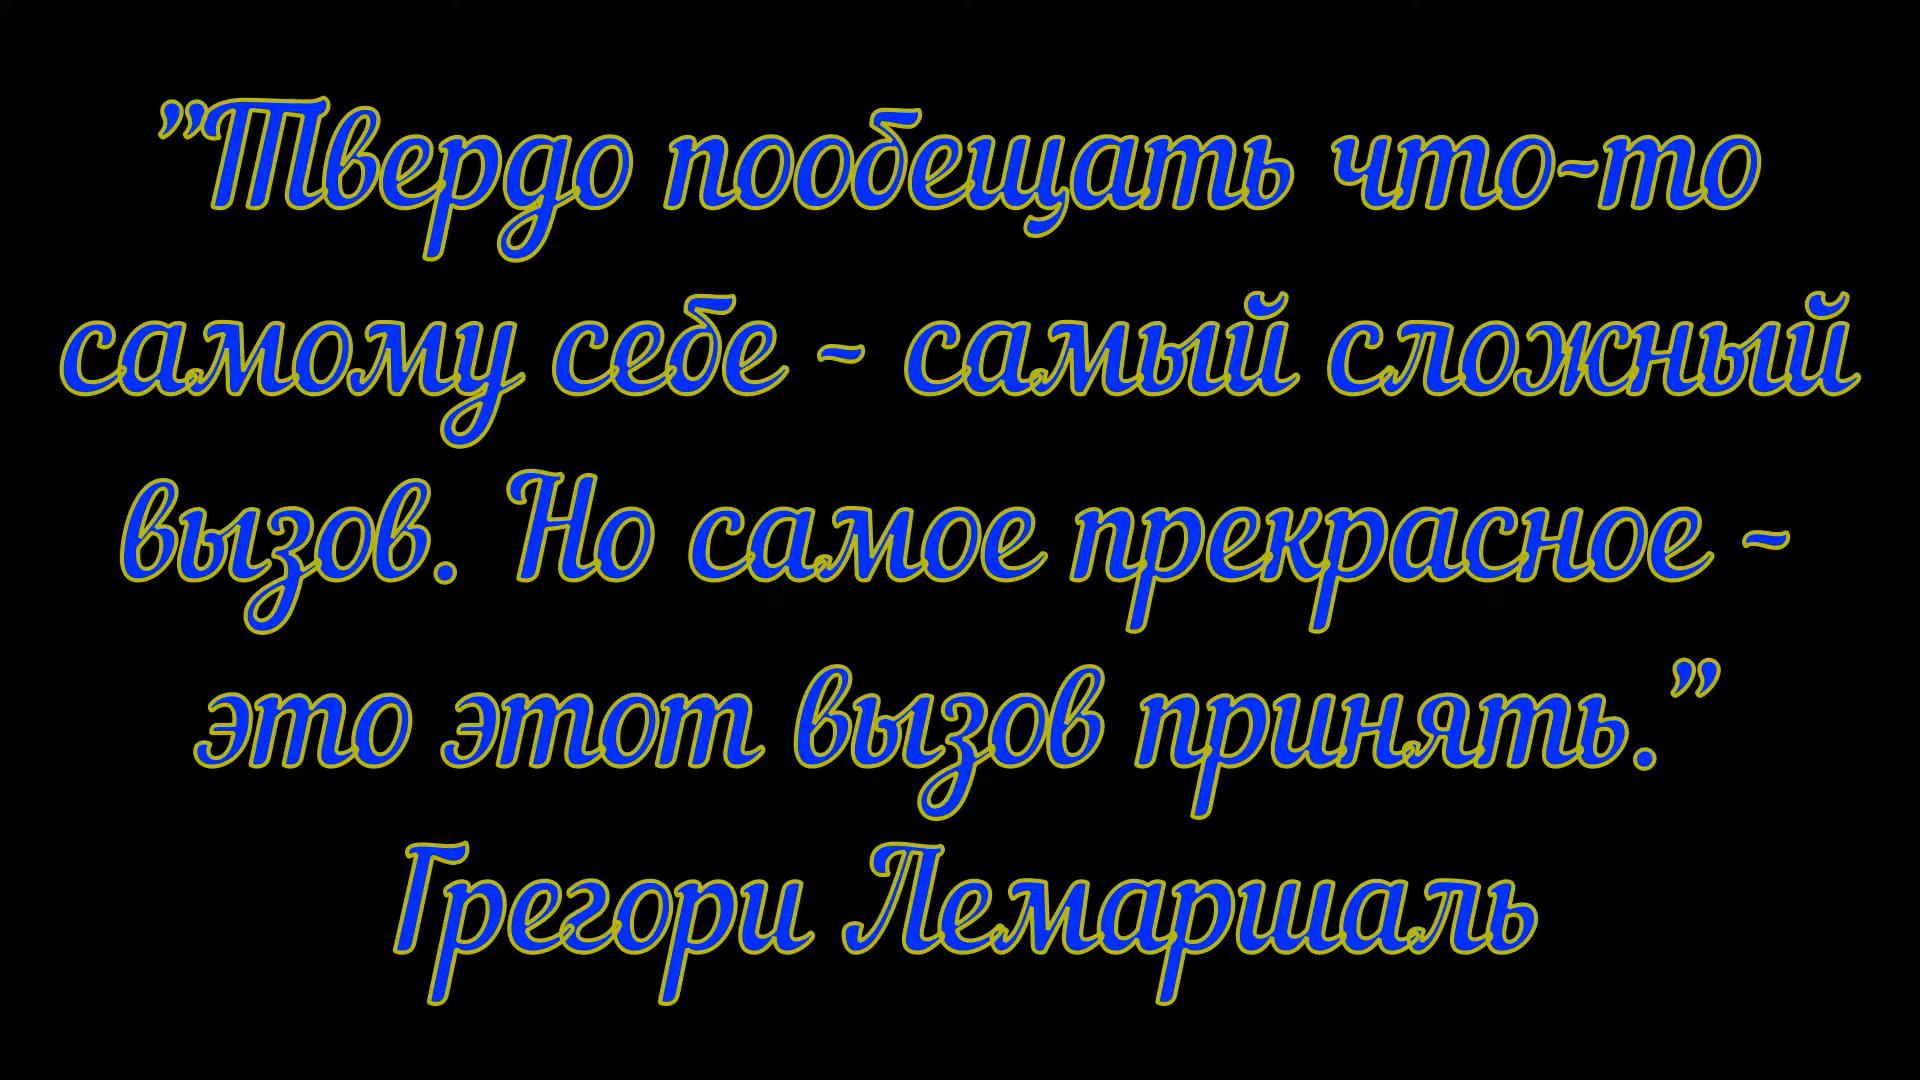 "Твердо пообещать что-то
самому себе - самый сложный
вызов. Но самое прекрасное -
это этот вызов принять."
Грегори Лемаршаль